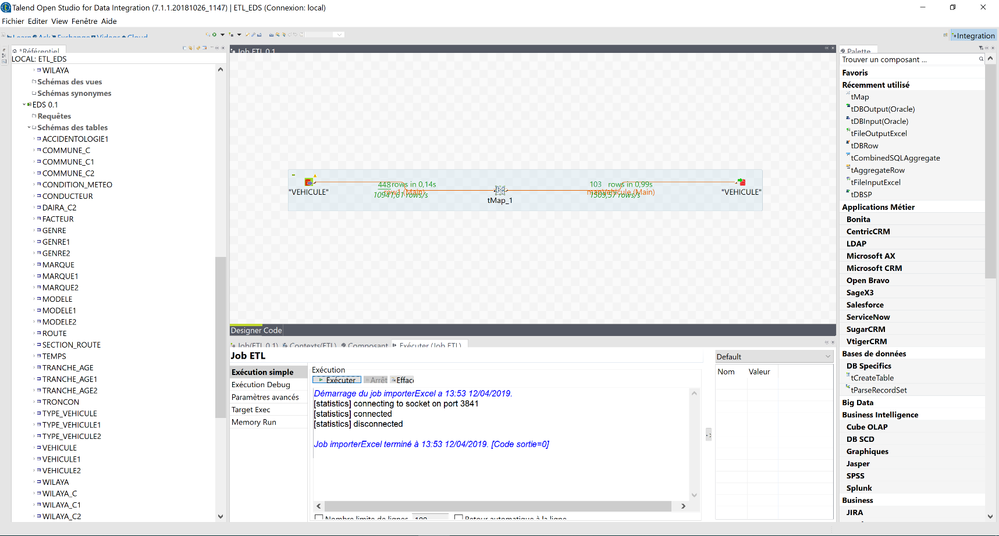 Talend Open Studio for Data Integration (7.1.1.20181026_1147) | ETL_EDS (Connexion: local)
Fichier Editer View Fenêtre Aide
Learn Ask Exchange Videos Cloud
Integration
*Référentiel
LOCAL: ETL_EDS
WILAYA
Schémas des vues
Schémas synonymes
EDS 0.1
Requêtes
Schémas des tables
ACCIDENTOLOGIE1
COMMUNE_C
COMMUNE_C1
COMMUNE_C2
CONDITION_METEO
CONDUCTEUR
DAIRA_C2
FACTEUR
GENRE
GENRE1
GENRE2
MARQUE
MARQUE1
MARQUE2
MODELE
MODELE1
MODELE2
ROUTE
SECTION_ROUTE
TEMPS
TRANCHE_AGE
TRANCHE_AGE1
TRANCHE_AGE2
TRONCON
TYPE_VEHICULE
TYPE_VEHICULE1
TYPE_VEHICULE2
VEHICULE
VEHICULE1
VEHICULE2
WILAYA
WILAYA_C
WILAYA_C1
WILAYA_C2
Job ETL 0.1
"VEHICULE"
448 rows in 0,14s
row1 (Main)
10941,61 rows/s
tMap_1
103 rows in 0,99s
mapVehicule (Main)
"VEHICULE"
Designer Code
Job(ETL 0.1) Contexts(ETL) Composant Exécuter (Job ETL)
Job ETL
Exécution simple
Exécution Debug
Paramètres avancés
Target Exec
Memory Run
Exécution
Exécuter Arrêt Effac
Démarrage du job importerExcel a 13:53 12/04/2019.
[statistics] connecting to socket on port 3841
[statistics] connected
[statistics] disconnected
Job importerExcel terminé à 13:53 12/04/2019. [Code sortie=0]
Nombre limite de lignes 100 Retour automatique à la ligne
Default
Nom Valeur
Palette
Trouver un composant ...
Favoris
Récemment utilisé
tMap
tDBOutput(Oracle)
tDBInput(Oracle)
tFileOutputExcel
tDBRow
tCombinedSQLAggregate
tAggregateRow
tFileInputExcel
tDBSP
Applications Métier
Bonita
CentricCRM
LDAP
Microsoft AX
Microsoft CRM
Open Bravo
SageX3
Salesforce
ServiceNow
SugarCRM
VtigerCRM
Bases de données
DB Specifics
tCreateTable
tParseRecordSet
Big Data
Business Intelligence
Cube OLAP
DB SCD
Graphiques
Jasper
SPSS
Splunk
Business
JIRA